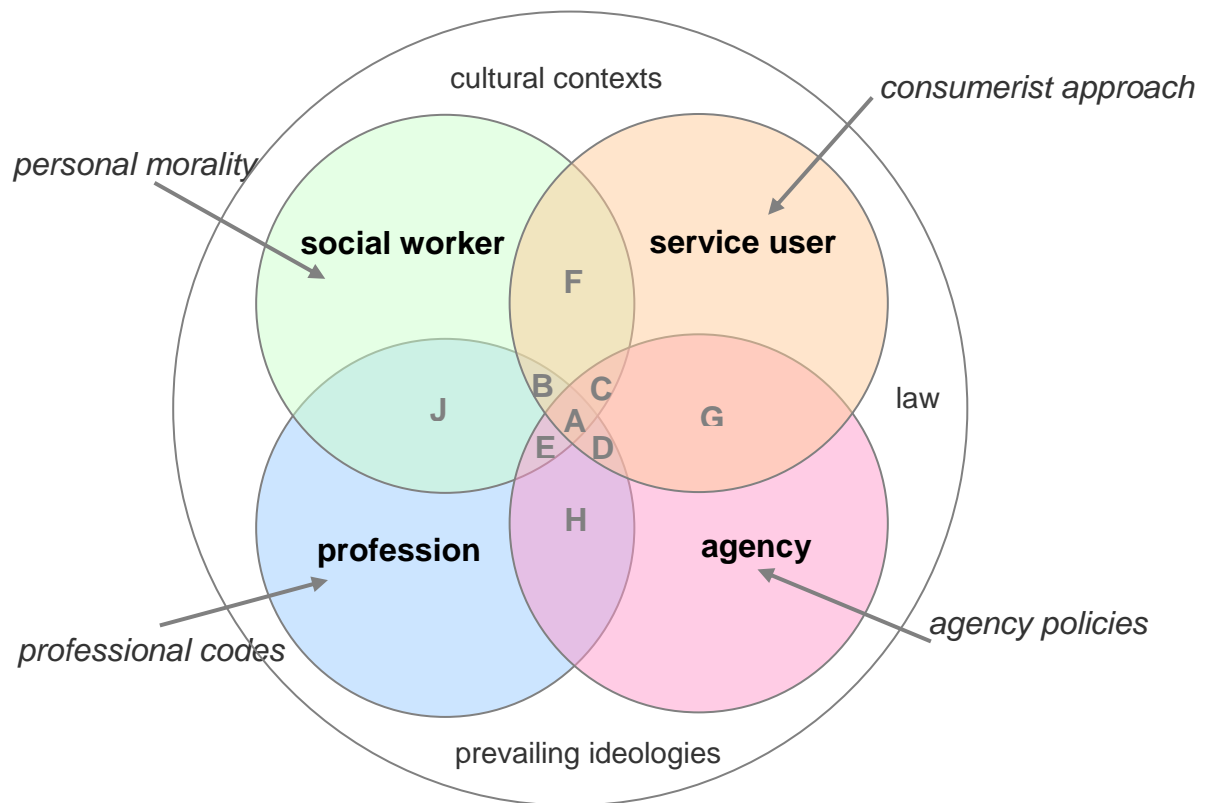 cultural contexts
consumerist approach
personal morality
social worker
service user
F
B
C
law
J
A
G
E
D
H
profession
agency
agency policies
professional codes
prevailing ideologies